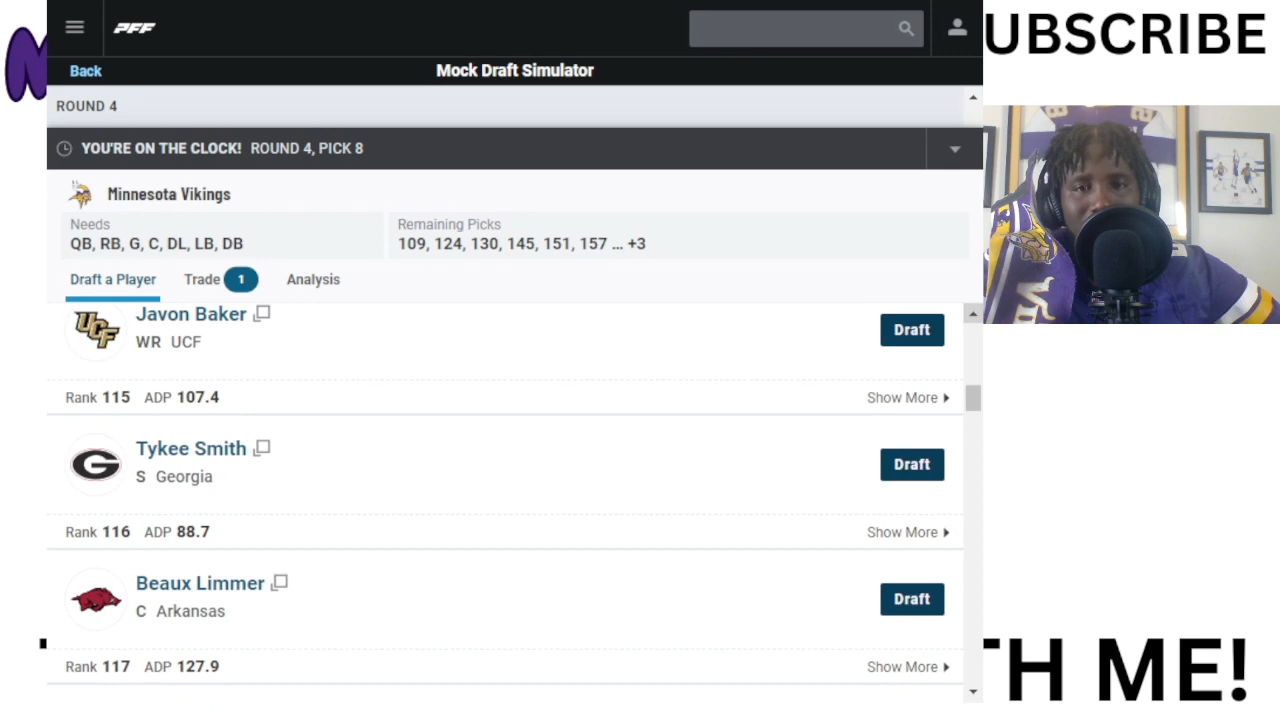 UBSCRIBE
PFF
Back
Mock Draft Simulator
ROUND 4
YOU'RE ON THE CLOCK! ROUND 4, PICK 8
Minnesota Vikings
Needs
QB, RB, G, C, DL, LB, DB
Remaining Picks
109, 124, 130, 145, 151, 157 ... +3
Draft a Player
Trade 1
Analysis
Javon Baker
WR UCF
Draft
Rank 115 ADP 107.4
Show More
Tykee Smith
S Georgia
Draft
Rank 116 ADP 88.7
Show More
Beaux Limmer
C Arkansas
Draft
Rank 117 ADP 127.9
Show More
TH ME!